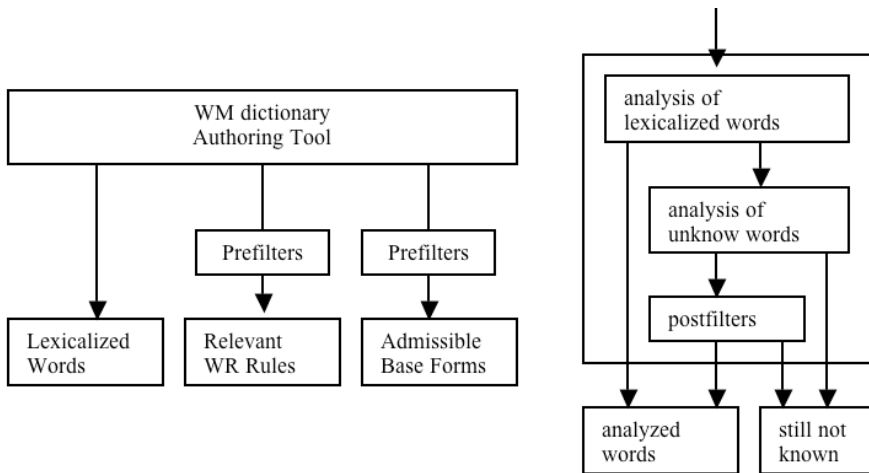 WM dictionary
Authoring Tool
Prefilters
Prefilters
Lexicalized
Words
Relevant
WR Rules
Admissible
Base Forms
analysis of
lexicalized words
analysis of
unknow words
postfilters
analyzed
words
still not
known